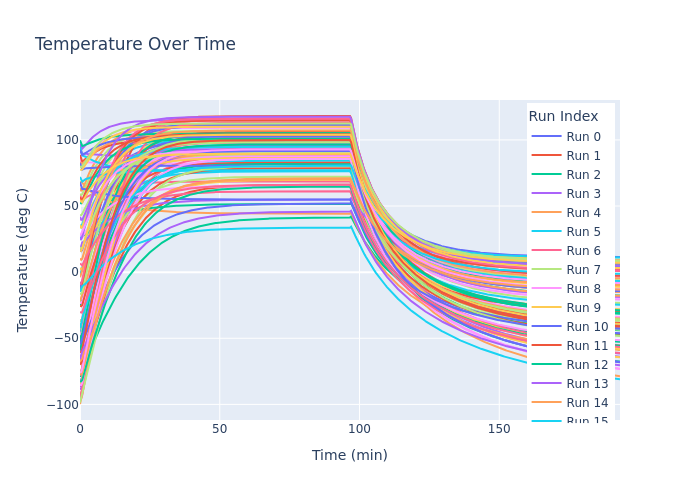 Temperature Over Time
Run Index
Run 0
Run 1
Run 2
Run 3
Run 4
Run 5
Run 6
Run 7
Run 8
Run 9
Run 10
Run 11
Run 12
Run 13
Run 14
Run 15
100
50
0
−50
−100
Temperature (deg C)
0
50
100
150
Time (min)